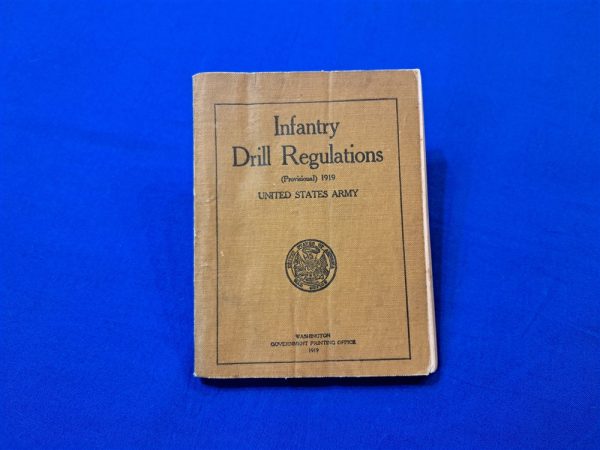 Infantry
Drill Regulations
(Provisional) 1919
UNITED STATES ARMY
WASHINGTON
GOVERNMENT PRINTING OFFICE
1919